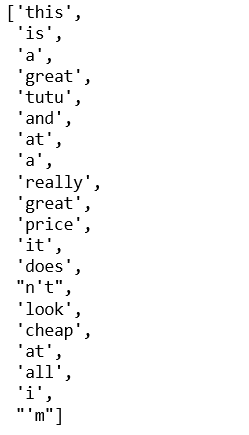 ['this',
'is',
'a',
'great',
'tutu',
'and',
'at',
'a',
'really',
'great',
'price',
'it',
'does',
"n't",
'look',
'cheap',
'at',
'all',
'i',
"'m"]